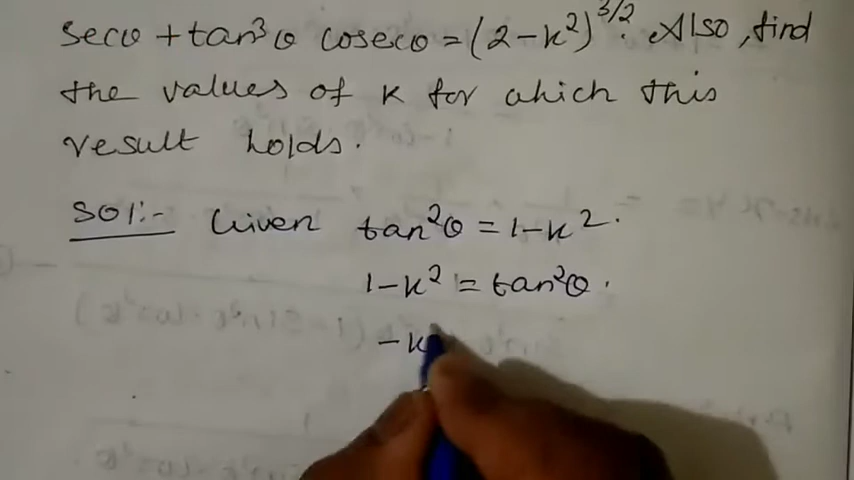 secθ + tan³θ cosecθ = (2 - k²)^3/2. Also, find
the values of k for which this
result holds.
Sol:- Given tan²θ = 1 - k².
1 - k² = tan²θ.
- k